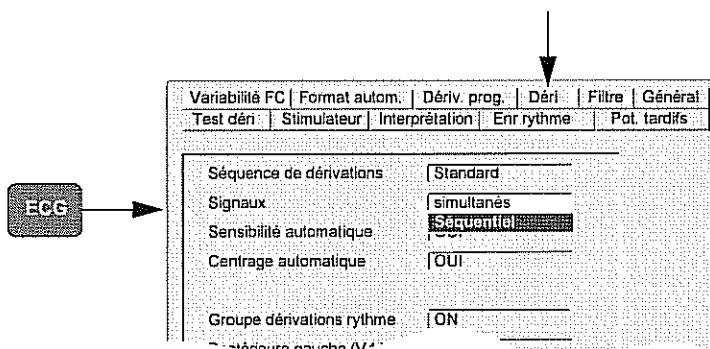 Variabilité FC Format autom. Dériv. prog. Déri Filtre Général
Test déri Stimulateur Interprétation Enr.rythme Pot. tardifs
ECG
Séquence de dérivations Standard
Signaux simultanés
Séquentiel
Sensibilité automatique
Centrage automatique OUI
Groupe dérivations rythme ON
gauche